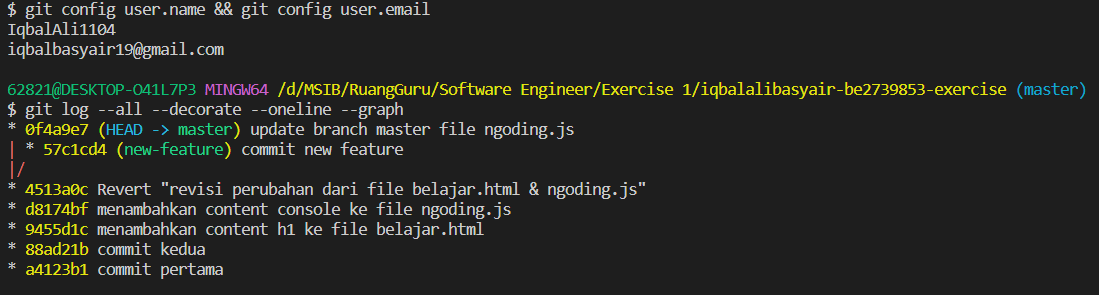 $ git config user.name && git config user.email
IqbalAli1104
iqbalbasyair19@gmail.com
62821@DESKTOP-O41L7P3 MINGW64 /d/MSIB/RuangGuru/Software Engineer/Exercise 1/iqbalalibasyair-be2739853-exercise (master)
$ git log --all --decorate --oneline --graph
* 0f4a9e7 (HEAD -> master) update branch master file ngoding.js
| * 57c1cd4 (new-feature) commit new feature
|/
* 4513a0c Revert "revisi perubahan dari file belajar.html & ngoding.js"
* d8174bf menambahkan content console ke file ngoding.js
* 9455d1c menambahkan content h1 ke file belajar.html
* 88ad21b commit kedua
* a4123b1 commit pertama